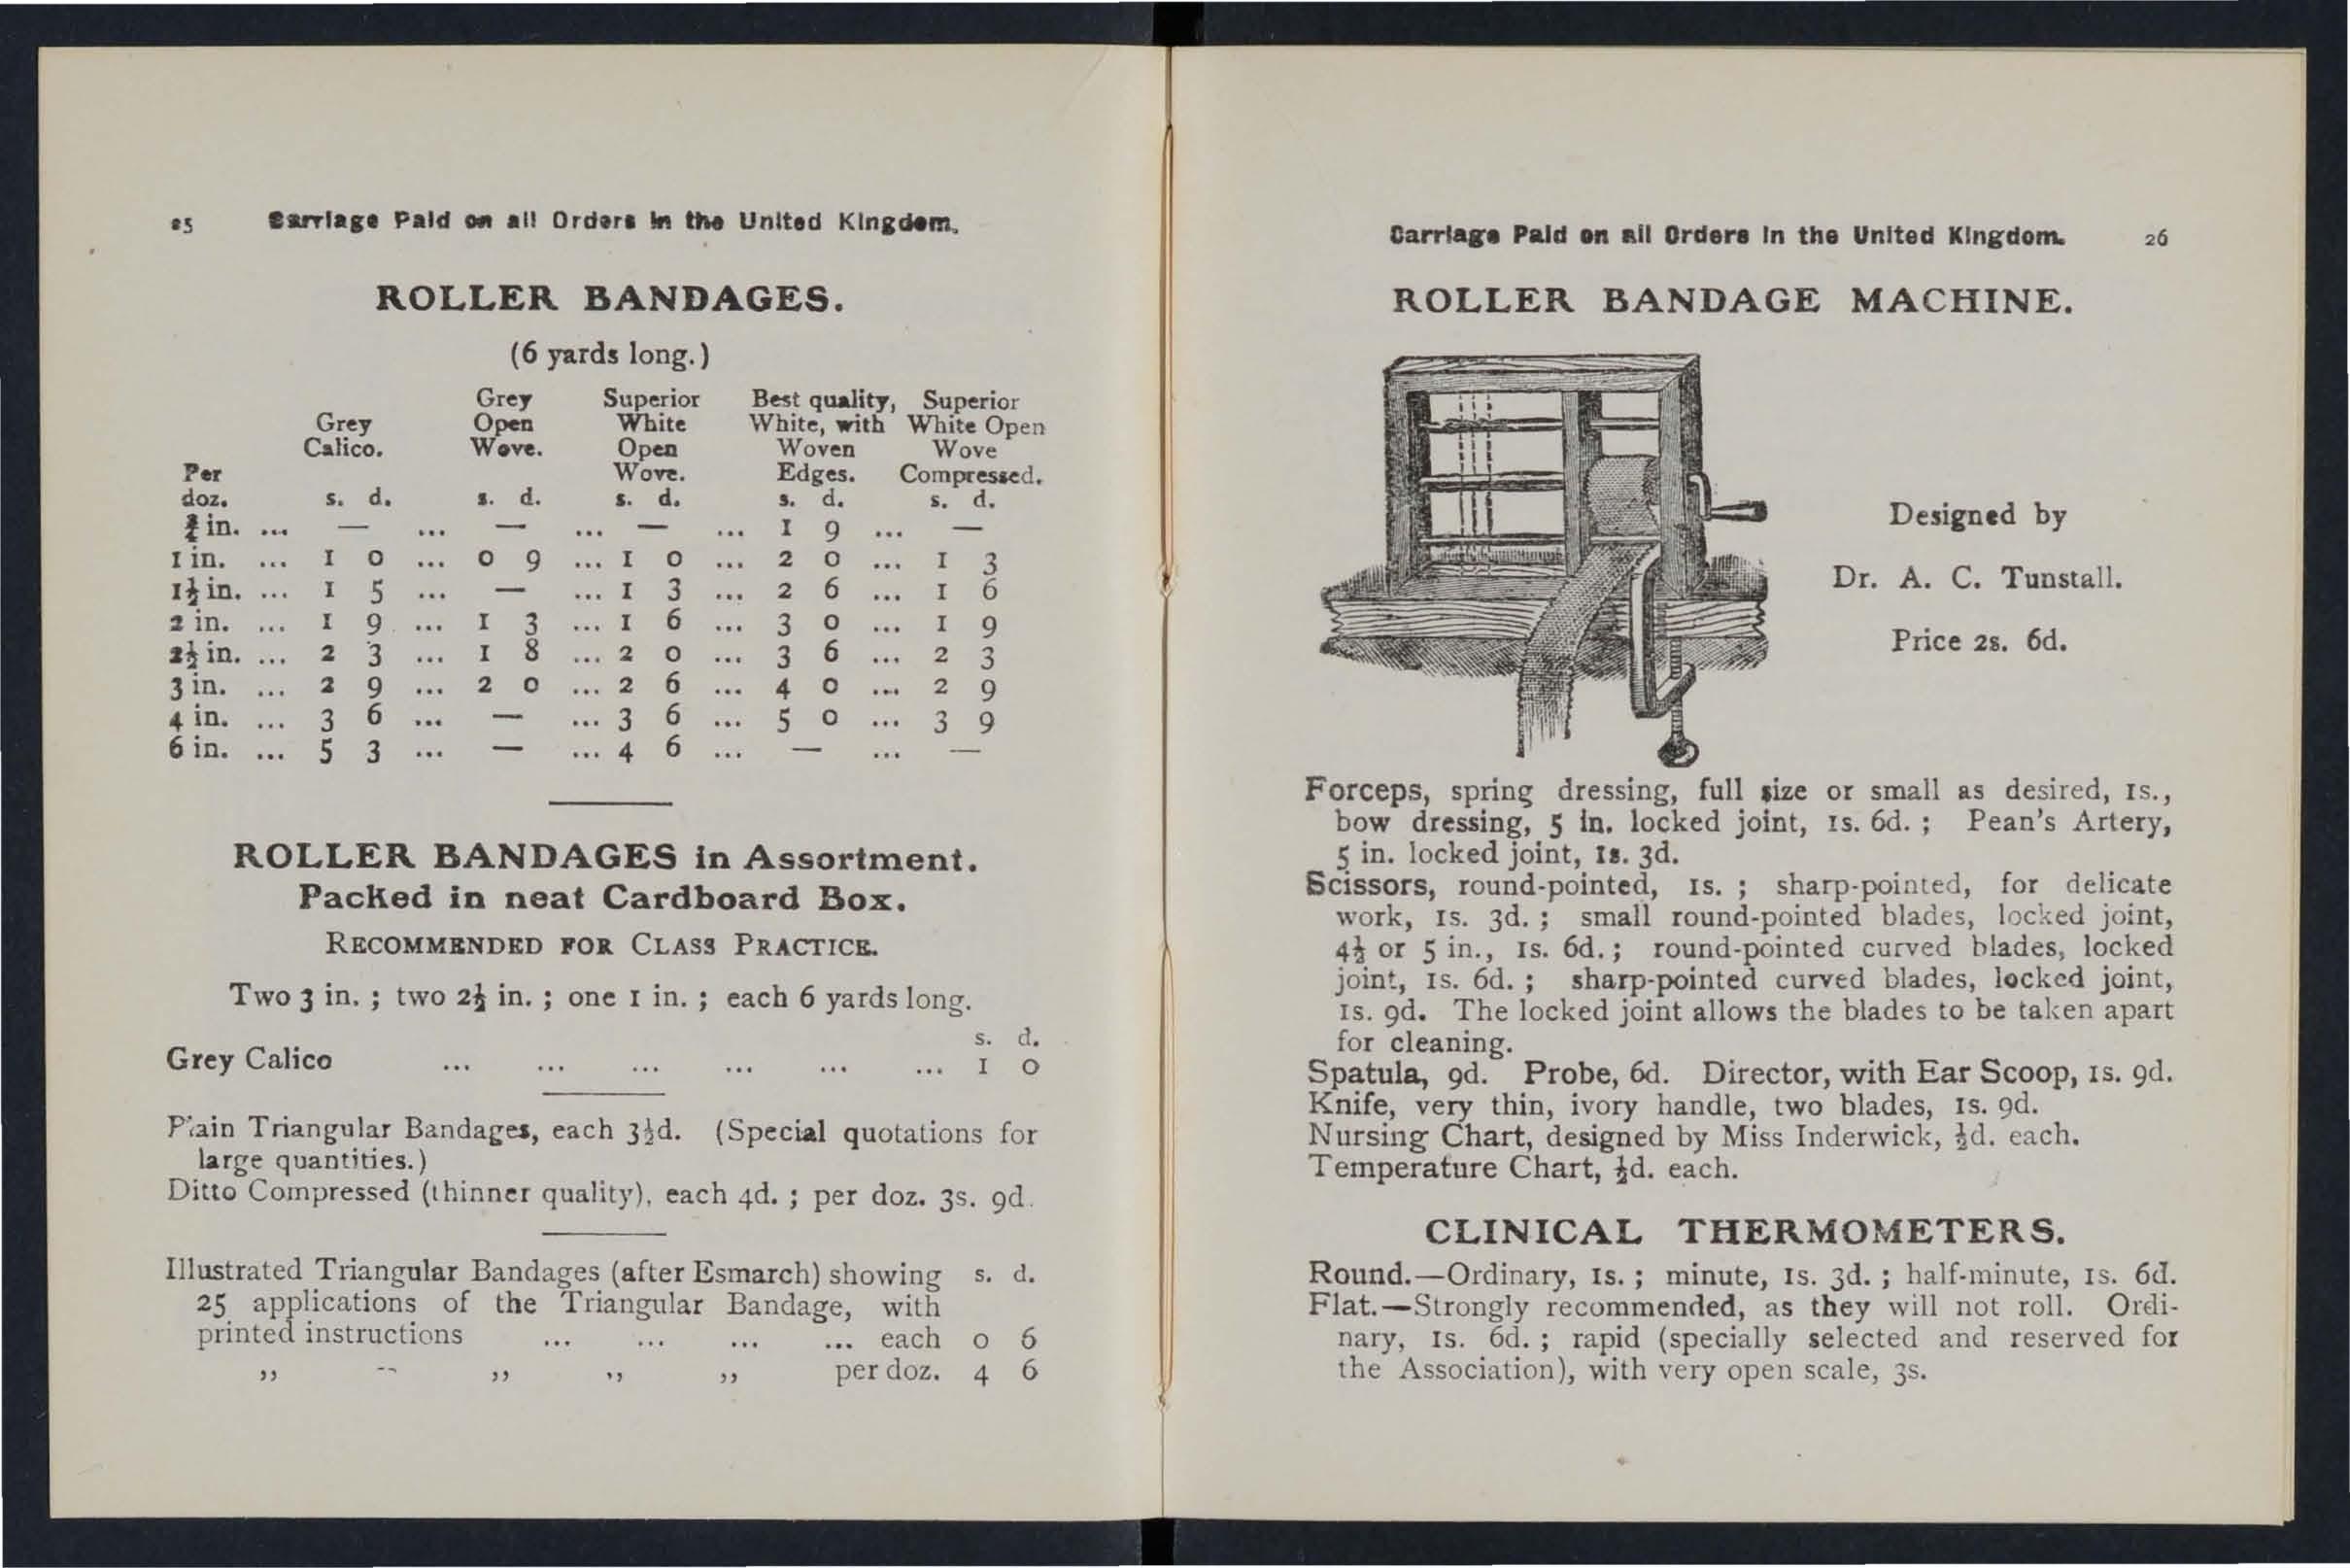 25 Carriage Paid on all Orders in the United Kingdom.
ROLLER BANDAGES.
(6 yards long.)
Grey Superior Best quality, Superior
Grey Open White White, with White Open
Calico. Wove. Open Woven Wove
Per Wove. Edges. Compressed.
doz. s. d. s. d. s. d. s. d. s. d.
¾ in. ... — ... — ... — ... 1 9 ... —
1 in. ... 1 0 ... 0 9 ... 1 0 ... 2 0 ... 1 3
1½ in. ... 1 5 ... — ... 1 3 ... 2 6 ... 1 6
2 in. ... 1 9 ... 1 3 ... 1 6 ... 3 0 ... 1 9
2½ in. ... 2 3 ... 1 8 ... 2 0 ... 3 6 ... 2 3
3 in. ... 2 9 ... 2 0 ... 2 6 ... 4 0 ... 2 9
4 in. ... 3 6 ... — ... 3 6 ... 5 0 ... 3 9
6 in. ... 5 3 ... — ... 4 6 ... — ... —
ROLLER BANDAGES in Assortment.
Packed in neat Cardboard Box.
RECOMMENDED FOR CLASS PRACTICE.
Two 3 in. ; two 2½ in. ; one 1 in. ; each 6 yards long.
s. d.
Grey Calico ... ... ... ... ... ... 1 0
Plain Triangular Bandages, each 3½d. (Special quotations for
large quantities.)
Ditto Compressed (thinner quality), each 4d. ; per doz. 3s. 9d.
Illustrated Triangular Bandages (after Esmarch) showing s. d.
25 applications of the Triangular Bandage, with
printed instructions ... ... ... ... each 0 6
,, ,, ,, ,, ,, per doz. 4 6
Carriage Paid on all Orders in the United Kingdom. 26
ROLLER BANDAGE MACHINE.
Designed by
Dr. A. C. Tunstall.
Price 2s. 6d.
Forceps, spring dressing, full size or small as desired, 1s.,
bow dressing, 5 in. locked joint, 1s. 6d. ; Pean's Artery,
5 in. locked joint, 1s. 3d.
Scissors, round-pointed, 1s. ; sharp-pointed, for delicate
work, 1s. 3d. ; small round-pointed blades, locked joint,
4½ or 5 in., 1s. 6d. ; round-pointed curved blades, locked
joint, 1s. 6d. ; sharp-pointed curved blades, locked joint,
1s. 9d. The locked joint allows the blades to be taken apart
for cleaning.
Spatula, 9d. Probe, 6d. Director, with Ear Scoop, 1s. 9d.
Knife, very thin, ivory handle, two blades, 1s. 9d.
Nursing Chart, designed by Miss Inderwick, ½d. each.
Temperature Chart, ½d. each.
CLINICAL THERMOMETERS.
Round.—Ordinary, 1s. ; minute, 1s. 3d. ; half-minute, 1s. 6d.
Flat.—Strongly recommended, as they will not roll. Ordi-
nary, 1s. 6d. ; rapid (specially selected and reserved for
the Association), with very open scale, 3s.